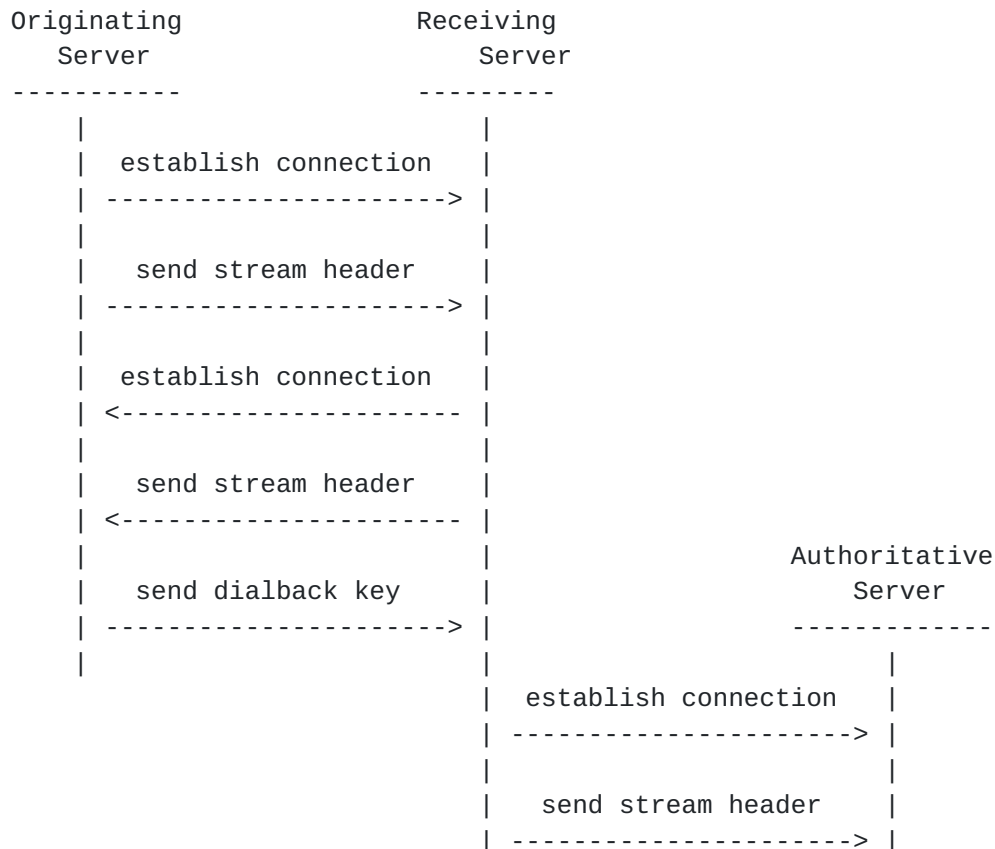 Originating               Receiving
   Server                     Server
-----------               ---------
    |                         |
    |  establish connection   |
    | ----------------------> |
    |                         |
    |   send stream header    |
    | ----------------------> |
    |                         |
    |  establish connection   |
    | <---------------------- |
    |                         |
    |   send stream header    |
    | <---------------------- |
    |                         |                   Authoritative
    |   send dialback key     |                       Server
    | ----------------------> |                   -------------
    |                         |                         |
                              |  establish connection   |
                              | ----------------------> |
                              |                         |
                              |   send stream header    |
                              | ----------------------> |